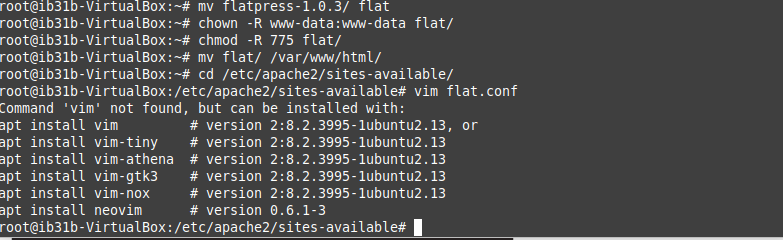 root@ib31b-VirtualBox:~# mv flatpress-1.0.3/ flat
root@ib31b-VirtualBox:~# chown -R www-data:www-data flat/
root@ib31b-VirtualBox:~# chmod -R 775 flat/
root@ib31b-VirtualBox:~# mv flat/ /var/www/html/
root@ib31b-VirtualBox:~# cd /etc/apache2/sites-available/
root@ib31b-VirtualBox:/etc/apache2/sites-available# vim flat.conf
Command 'vim' not found, but can be installed with:
apt install vim         # version 2:8.2.3995-1ubuntu2.13, or
apt install vim-tiny    # version 2:8.2.3995-1ubuntu2.13
apt install vim-athena  # version 2:8.2.3995-1ubuntu2.13
apt install vim-gtk3    # version 2:8.2.3995-1ubuntu2.13
apt install vim-nox     # version 2:8.2.3995-1ubuntu2.13
apt install neovim      # version 0.6.1-3
root@ib31b-VirtualBox:/etc/apache2/sites-available#